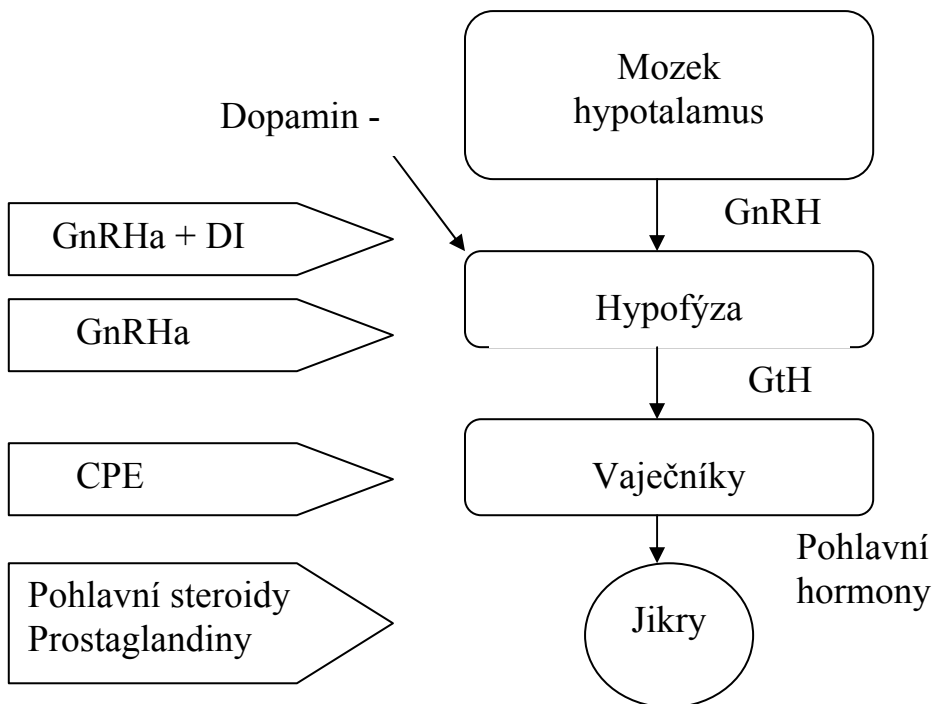 Mozek
hypotalamus
Dopamin -
GnRH
GnRHa + DI
Hypofýza
GnRHa
GtH
CPE
Vaječníky
Pohlavní
hormony
Pohlavní steroidy
Prostaglandiny
Jikry